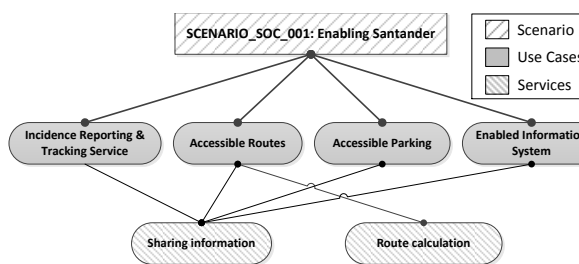 SCENARIO_SOC_001: Enabling Santander
Scenario
Use Cases
Services
Incidence Reporting &
Tracking Service
Accessible Routes
Accessible Parking
Enabled Information
System
Sharing information
Route calculation